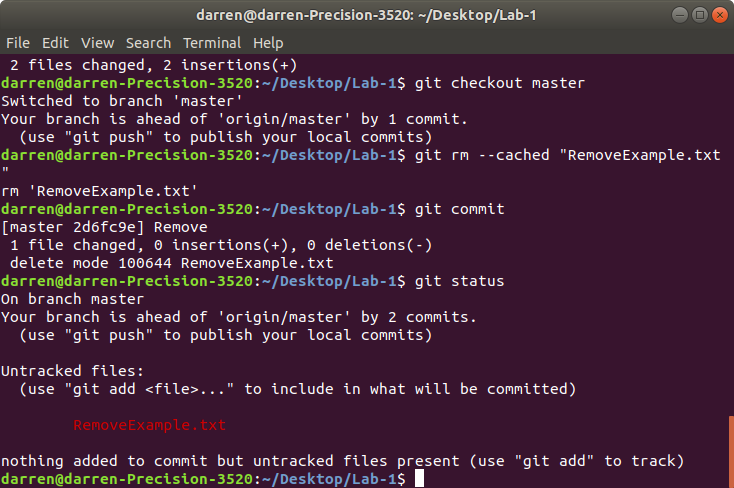 darren@darren-Precision-3520: ~/Desktop/Lab-1
File Edit View Search Terminal Help
 2 files changed, 2 insertions(+)
darren@darren-Precision-3520:~/Desktop/Lab-1$ git checkout master
Switched to branch 'master'
Your branch is ahead of 'origin/master' by 1 commit.
  (use "git push" to publish your local commits)
darren@darren-Precision-3520:~/Desktop/Lab-1$ git rm --cached "RemoveExample.txt
"
rm 'RemoveExample.txt'
darren@darren-Precision-3520:~/Desktop/Lab-1$ git commit
[master 2d6fc9e] Remove
 1 file changed, 0 insertions(+), 0 deletions(-)
 delete mode 100644 RemoveExample.txt
darren@darren-Precision-3520:~/Desktop/Lab-1$ git status
On branch master
Your branch is ahead of 'origin/master' by 2 commits.
  (use "git push" to publish your local commits)

Untracked files:
  (use "git add <file>..." to include in what will be committed)

        RemoveExample.txt

nothing added to commit but untracked files present (use "git add" to track)
darren@darren-Precision-3520:~/Desktop/Lab-1$